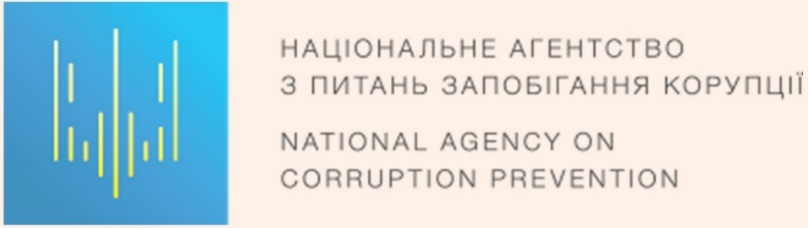 НАЦІОНАЛЬНЕ АГЕНТСТВО
З ПИТАНЬ ЗАПОБІГАННЯ КОРУПЦІЇ
NATIONAL AGENCY ON
CORRUPTION PREVENTION